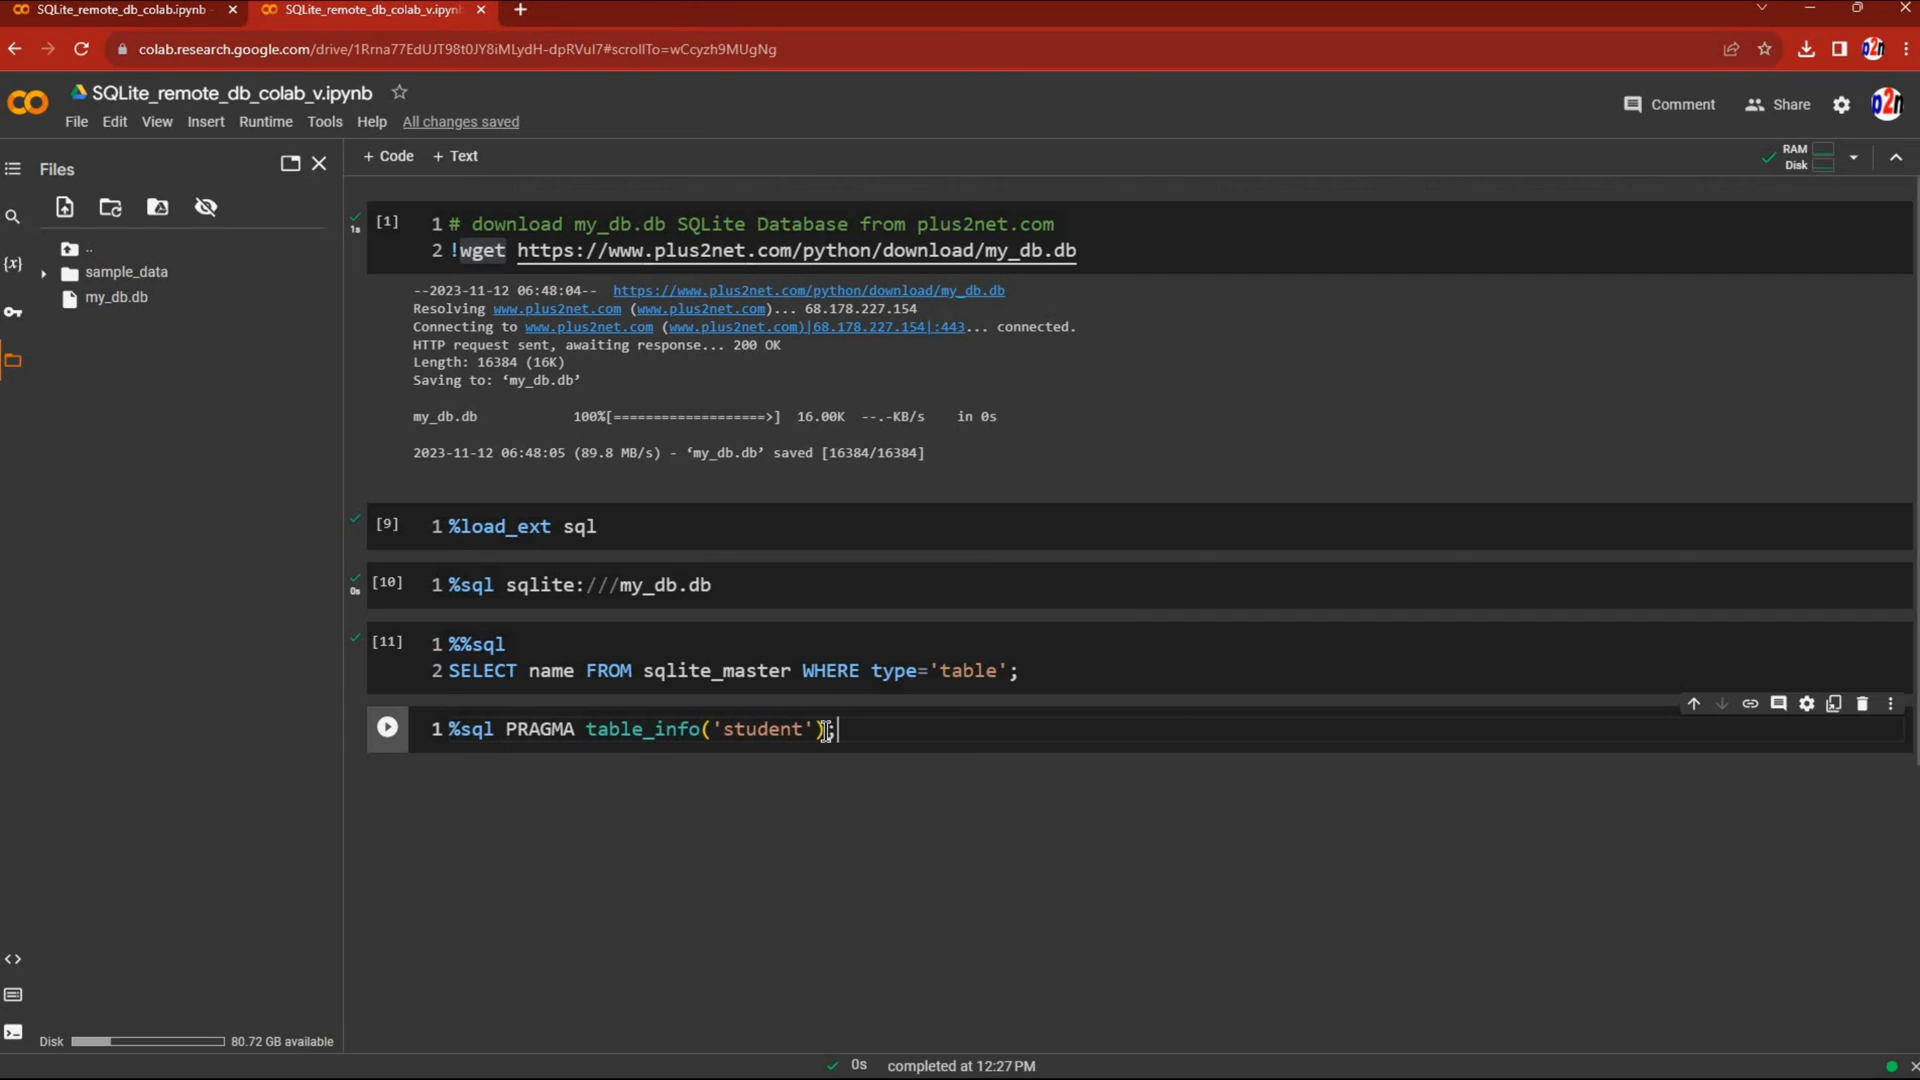 SQLite_remote_db_colab.ipynb
SQLite_remote_db_colab_v.ipyn
colab.research.google.com/drive/1Rrna77EdUJT98t0JY8iMLydH-dpRVuI7#scrollTo=wCcyzh9MUgNg
SQLite_remote_db_colab_v.ipynb
Comment
Share
p2n
File Edit View Insert Runtime Tools Help All changes saved
Files
+ Code + Text
RAM
Disk
..
sample_data
my_db.db
[1]
1s
1 # download my_db.db SQLite Database from plus2net.com
2 !wget https://www.plus2net.com/python/download/my_db.db
--2023-11-12 06:48:04-- https://www.plus2net.com/python/download/my_db.db
Resolving www.plus2net.com (www.plus2net.com)... 68.178.227.154
Connecting to www.plus2net.com (www.plus2net.com)|68.178.227.154|:443... connected.
HTTP request sent, awaiting response... 200 OK
Length: 16384 (16K)
Saving to: ‘my_db.db’
my_db.db 100%[===================>] 16.00K --.-KB/s in 0s
2023-11-12 06:48:05 (89.8 MB/s) - ‘my_db.db’ saved [16384/16384]
[9] 1 %load_ext sql
[10] 1 %sql sqlite:///my_db.db
0s
[11] 1 %%sql
2 SELECT name FROM sqlite_master WHERE type='table';
1 %sql PRAGMA table_info('student');
Disk 80.72 GB available
0s completed at 12:27 PM